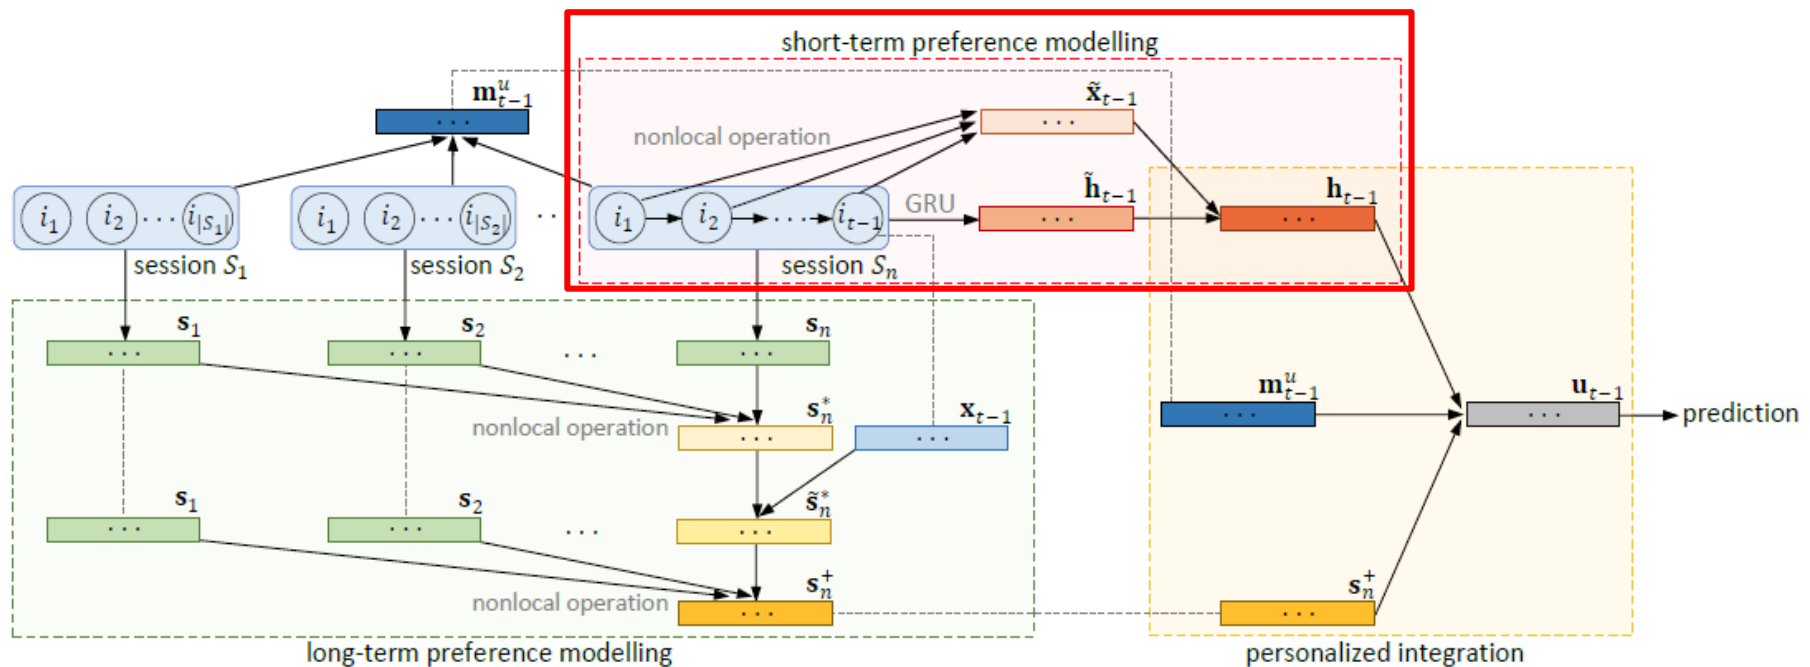 short-term preference modelling
m^u_{t−1}
···
x̃_{t−1}
···
nonlocal operation
i_1 i_2 ··· i_{|S_1|}
i_1 i_2 ··· i_{|S_2|}
··
i_1 i_2 ··· i_{t−1}
GRU
h̃_{t−1}
···
h_{t−1}
···
session S_1
session S_2
session S_n
s_1
···
s_2
···
···
s_n
···
nonlocal operation
s^*_n
···
x_{t−1}
···
m^u_{t−1}
···
u_{t−1}
···
prediction
s_1
···
s_2
···
···
s̃^*_n
···
nonlocal operation
s^+_n
···
s^+_n
···
long-term preference modelling
personalized integration